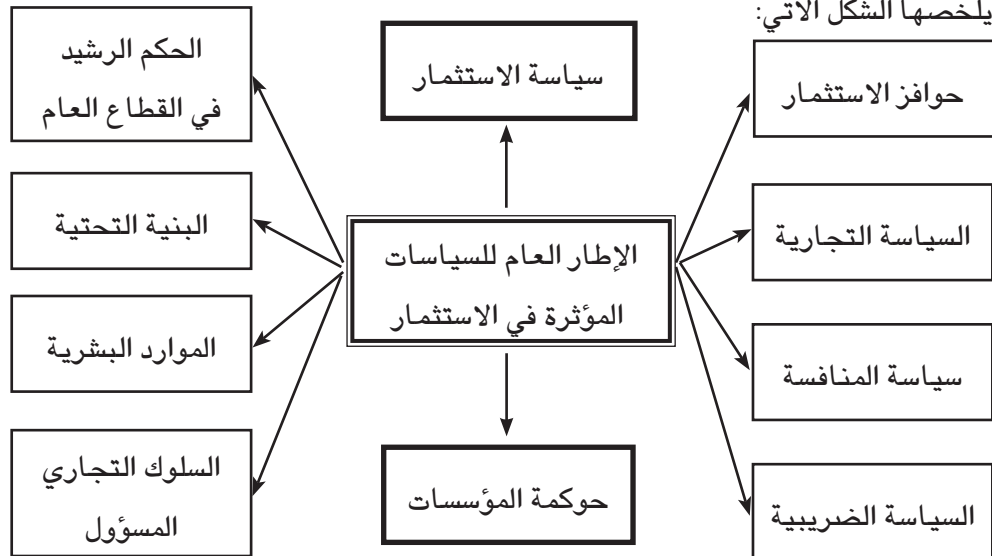 يلخصها الشكل الآتي:
حوافز الاستثمار
السياسة التجارية
سياسة المنافسة
السياسة الضريبية
سياسة الاستثمار
الإطار العام للسياسات
المؤثرة في الاستثمار
حوكمة المؤسسات
الحكم الرشيد
في القطاع العام
البنية التحتية
الموارد البشرية
السلوك التجاري
المسؤول